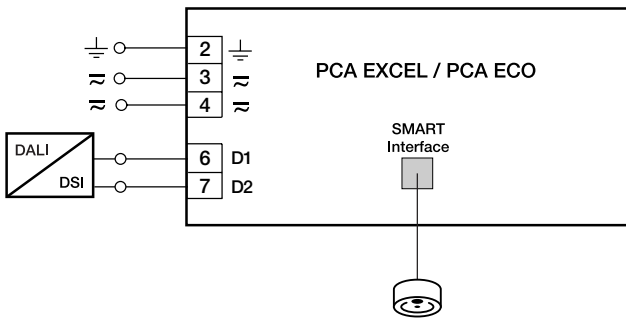 2
3
4
PCA EXCEL / PCA ECO
SMART
Interface
DALI
DSI
6 D1
7 D2